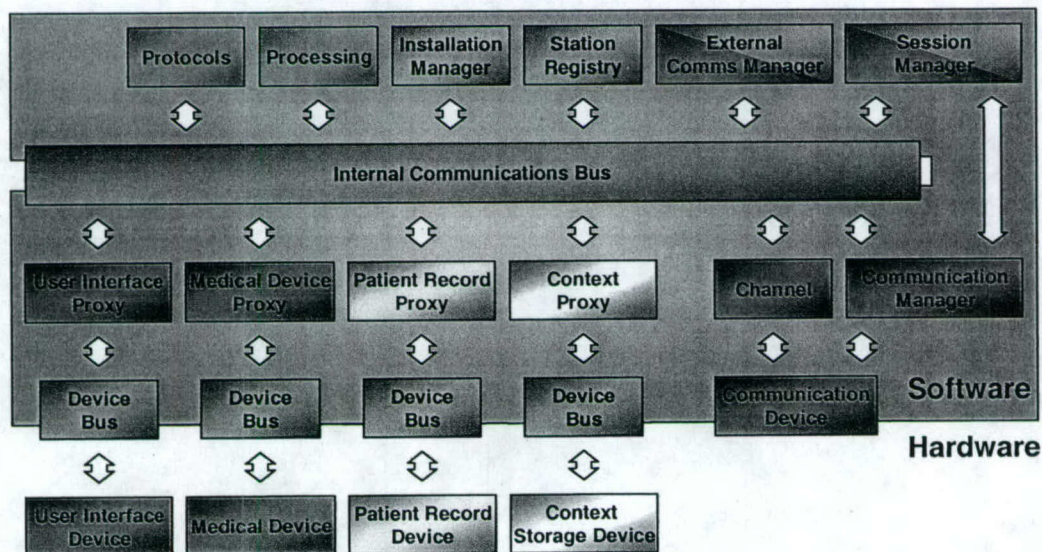 Protocols
Processing
Installation
Manager
Station
Registry
External
Comms Manager
Session
Manager
Internal Communications Bus
User Interface
Proxy
Medical Device
Proxy
Patient Record
Proxy
Context
Proxy
Channel
Communication
Manager
Device
Bus
Device
Bus
Device
Bus
Device
Bus
Communication
Device
Software
Hardware
User Interface
Device
Medical Device
Patient Record
Device
Context
Storage Device